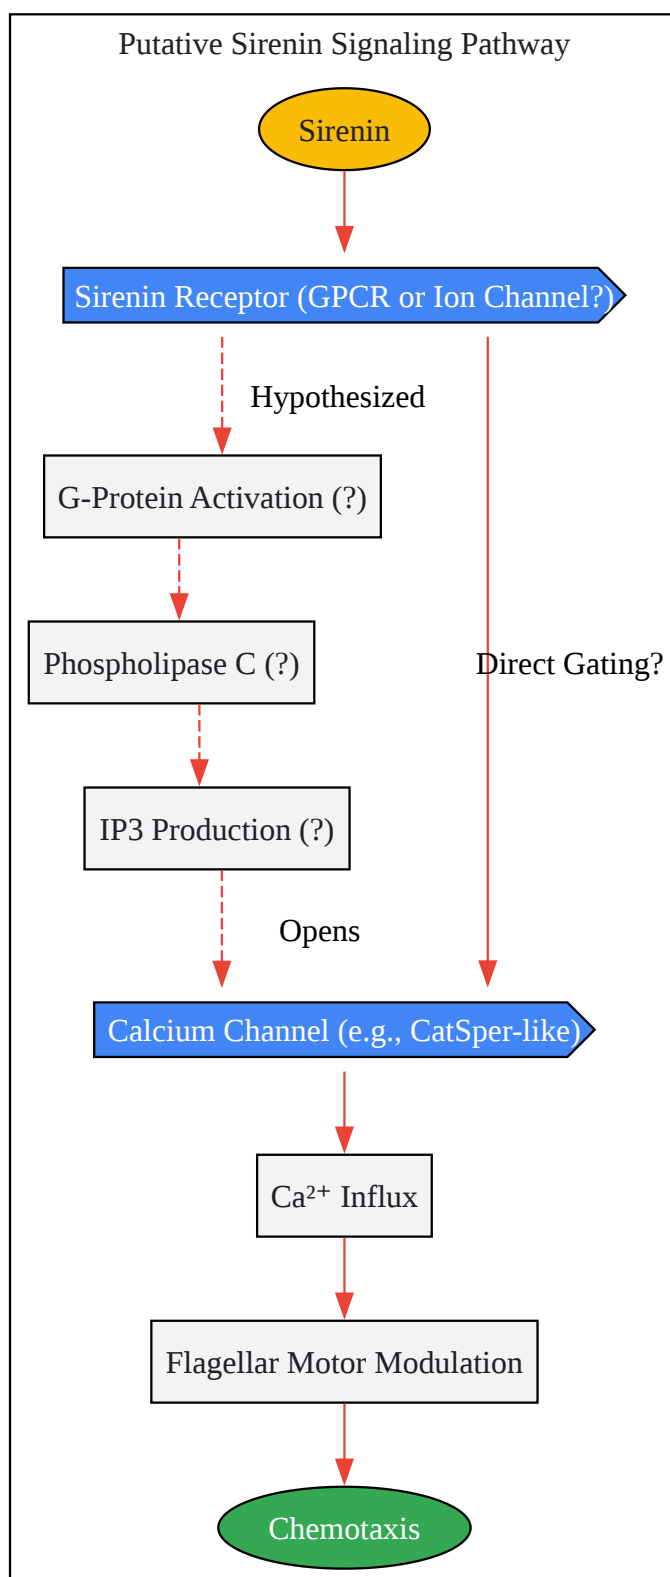 Putative Sirenin Signaling Pathway
Sirenin
Sirenin Receptor (GPCR or Ion Channel?)
Hypothesized
G-Protein Activation (?)
Phospholipase C (?)
Direct Gating?
IP3 Production (?)
Opens
Calcium Channel (e.g., CatSper-like)
Ca²⁺ Influx
Flagellar Motor Modulation
Chemotaxis